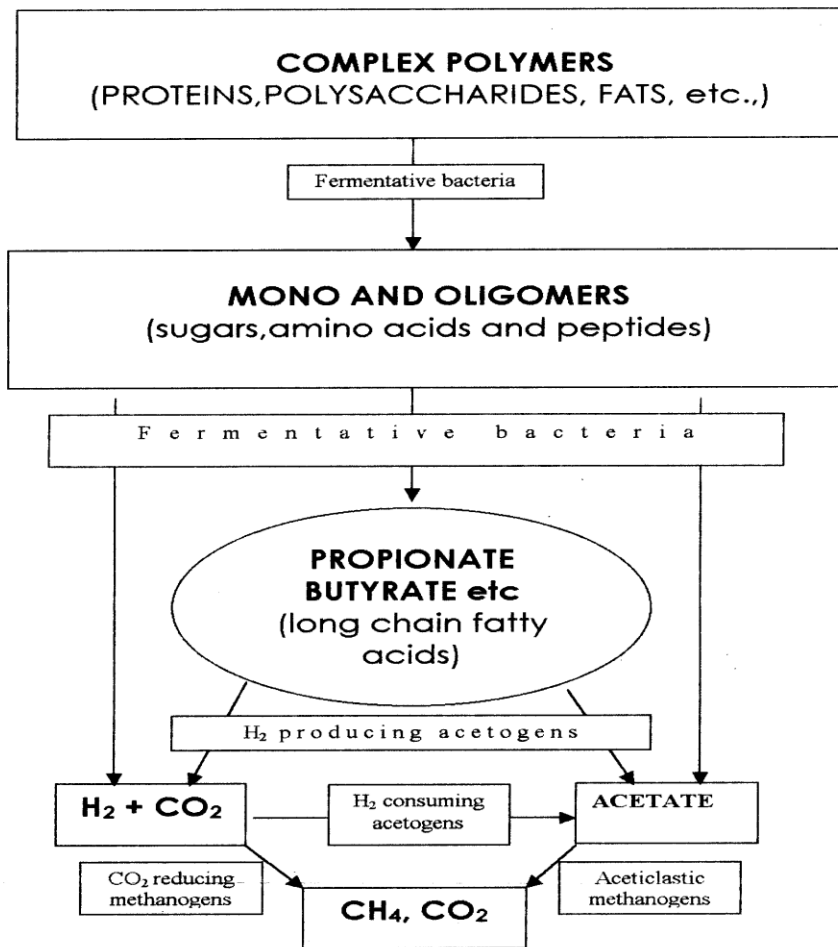 COMPLEX POLYMERS
(PROTEINS,POLYSACCHARIDES, FATS, etc.,)
Fermentative bacteria
MONO AND OLIGOMERS
(sugars,amino acids and peptides)
Fermentative bacteria
PROPIONATE
BUTYRATE etc
(long chain fatty
acids)
H₂ producing acetogens
H₂ + CO₂
H₂ consuming
acetogens
ACETATE
CO₂ reducing
methanogens
CH₄, CO₂
Aceticlastic
methanogens